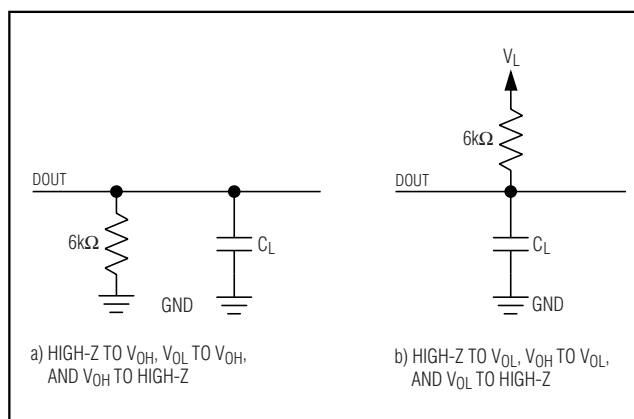 DOUT
6kΩ
C_L
GND
a) HIGH-Z TO V_OH, V_OL TO V_OH,
AND V_OH TO HIGH-Z
V_L
6kΩ
DOUT
C_L
GND
b) HIGH-Z TO V_OL, V_OH TO V_OL,
AND V_OL TO HIGH-Z